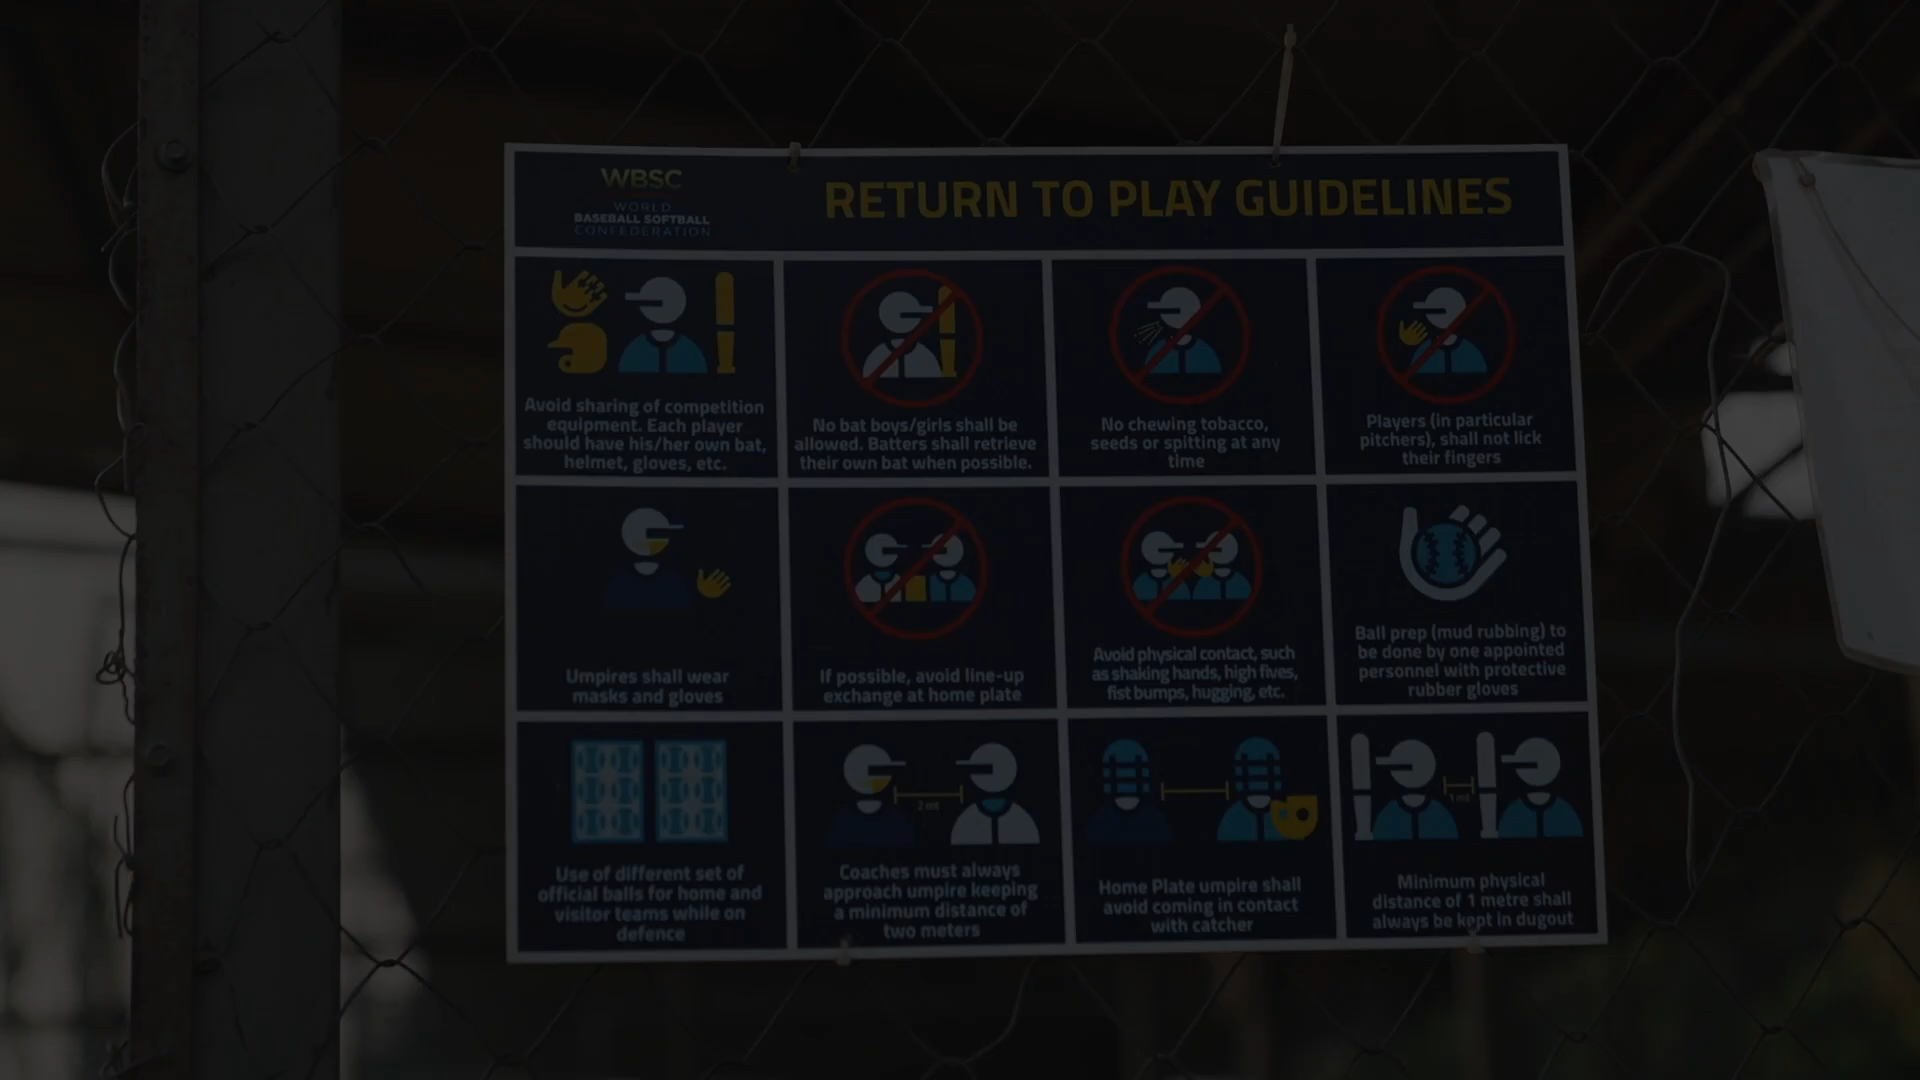 WBSC
WORLD
BASEBALL SOFTBALL
CONFEDERATION
RETURN TO PLAY GUIDELINES
Avoid sharing of competition
equipment. Each player
should have his/her own bat,
helmet, gloves, etc.
No bat boys/girls shall be
allowed. Batters shall retrieve
their own bat when possible.
No chewing tobacco,
seeds or spitting at any
time
Players (in particular
pitchers), shall not lick
their fingers
Umpires shall wear
masks and gloves
If possible, avoid line-up
exchange at home plate
Avoid physical contact, such
as shaking hands, high fives,
fist bumps, hugging, etc.
Ball prep (mud rubbing) to
be done by one appointed
personnel with protective
rubber gloves
Use of different set of
official balls for home and
visitor teams while on
defence
2 mt
Coaches must always
approach umpire keeping
a minimum distance of
two meters
Home Plate umpire shall
avoid coming in contact
with catcher
1 mt
Minimum physical
distance of 1 metre shall
always be kept in dugout